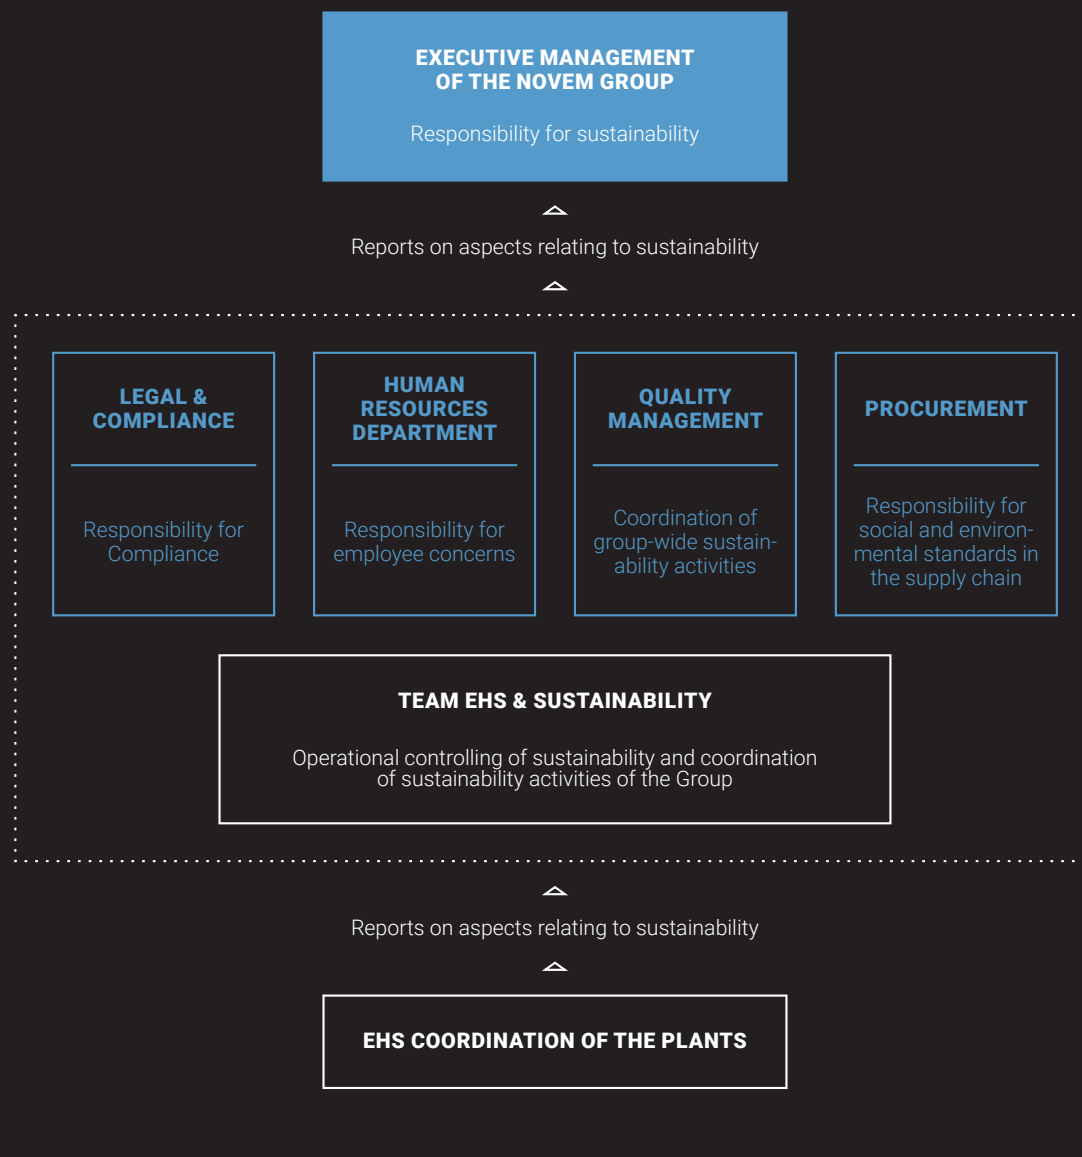 EXECUTIVE MANAGEMENT
OF THE NOVEM GROUP
Responsibility for sustainability
Reports on aspects relating to sustainability
LEGAL &
COMPLIANCE
Responsibility for
Compliance
HUMAN
RESOURCES
DEPARTMENT
Responsibility for
employee concerns
QUALITY
MANAGEMENT
Coordination of
group-wide sustain-
ability activities
PROCUREMENT
Responsibility for
social and environ-
mental standards in
the supply chain
TEAM EHS & SUSTAINABILITY
Operational controlling of sustainability and coordination
of sustainability activities of the Group
Reports on aspects relating to sustainability
EHS COORDINATION OF THE PLANTS